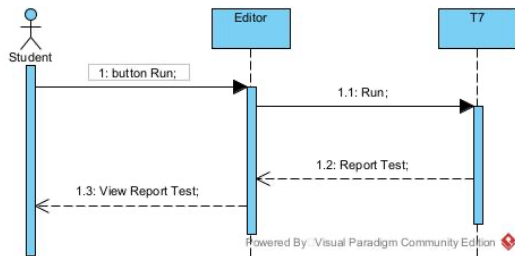 Editor
T7
Student
1: button Run;
1.1: Run;
1.2: Report Test;
1.3: View Report Test;
Powered By Visual Paradigm Community Edition